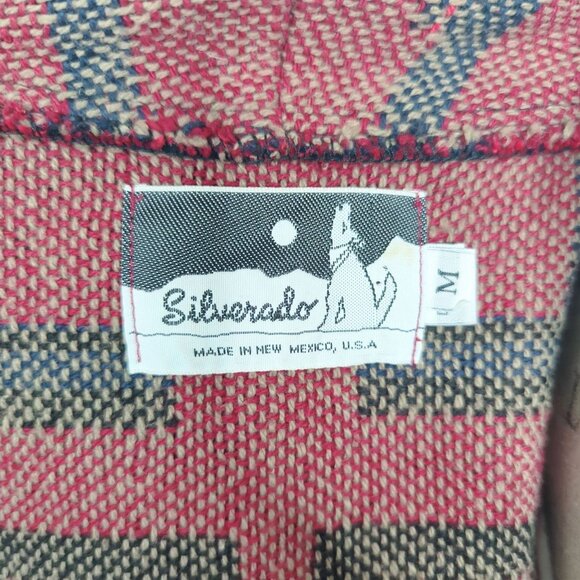 Silverado
MADE IN NEW MEXICO, U.S.A
M